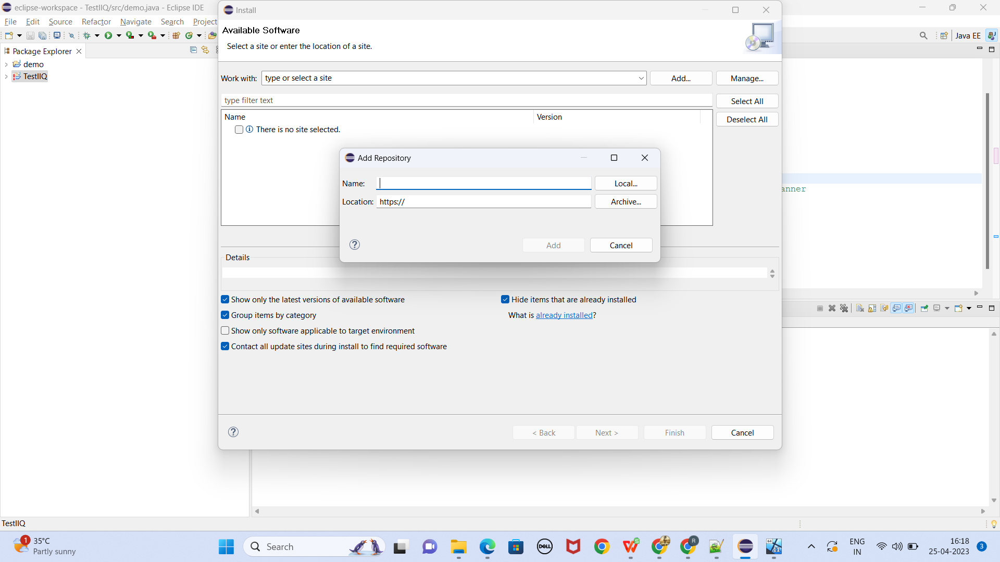 eclipse-workspace - TestIIQ/src/demo.java - Eclipse IDE
File Edit Source Refactor Navigate Search Project
Java EE
Package Explorer
demo
TestIIQ
Install
Available Software
Select a site or enter the location of a site.
Work with: type or select a site Add... Manage...
type filter text
Select All
Deselect All
Name Version
There is no site selected.
Add Repository
Name: Local...
Location: https:// Archive...
Add Cancel
anner
Details
Show only the latest versions of available software
Hide items that are already installed
Group items by category
What is already installed?
Show only software applicable to target environment
Contact all update sites during install to find required software
< Back Next > Finish Cancel
TestIIQ
1
35°C
Partly sunny
Search
DELL
W
S
R
64
11
ENG
IN
16:18
25-04-2023
3